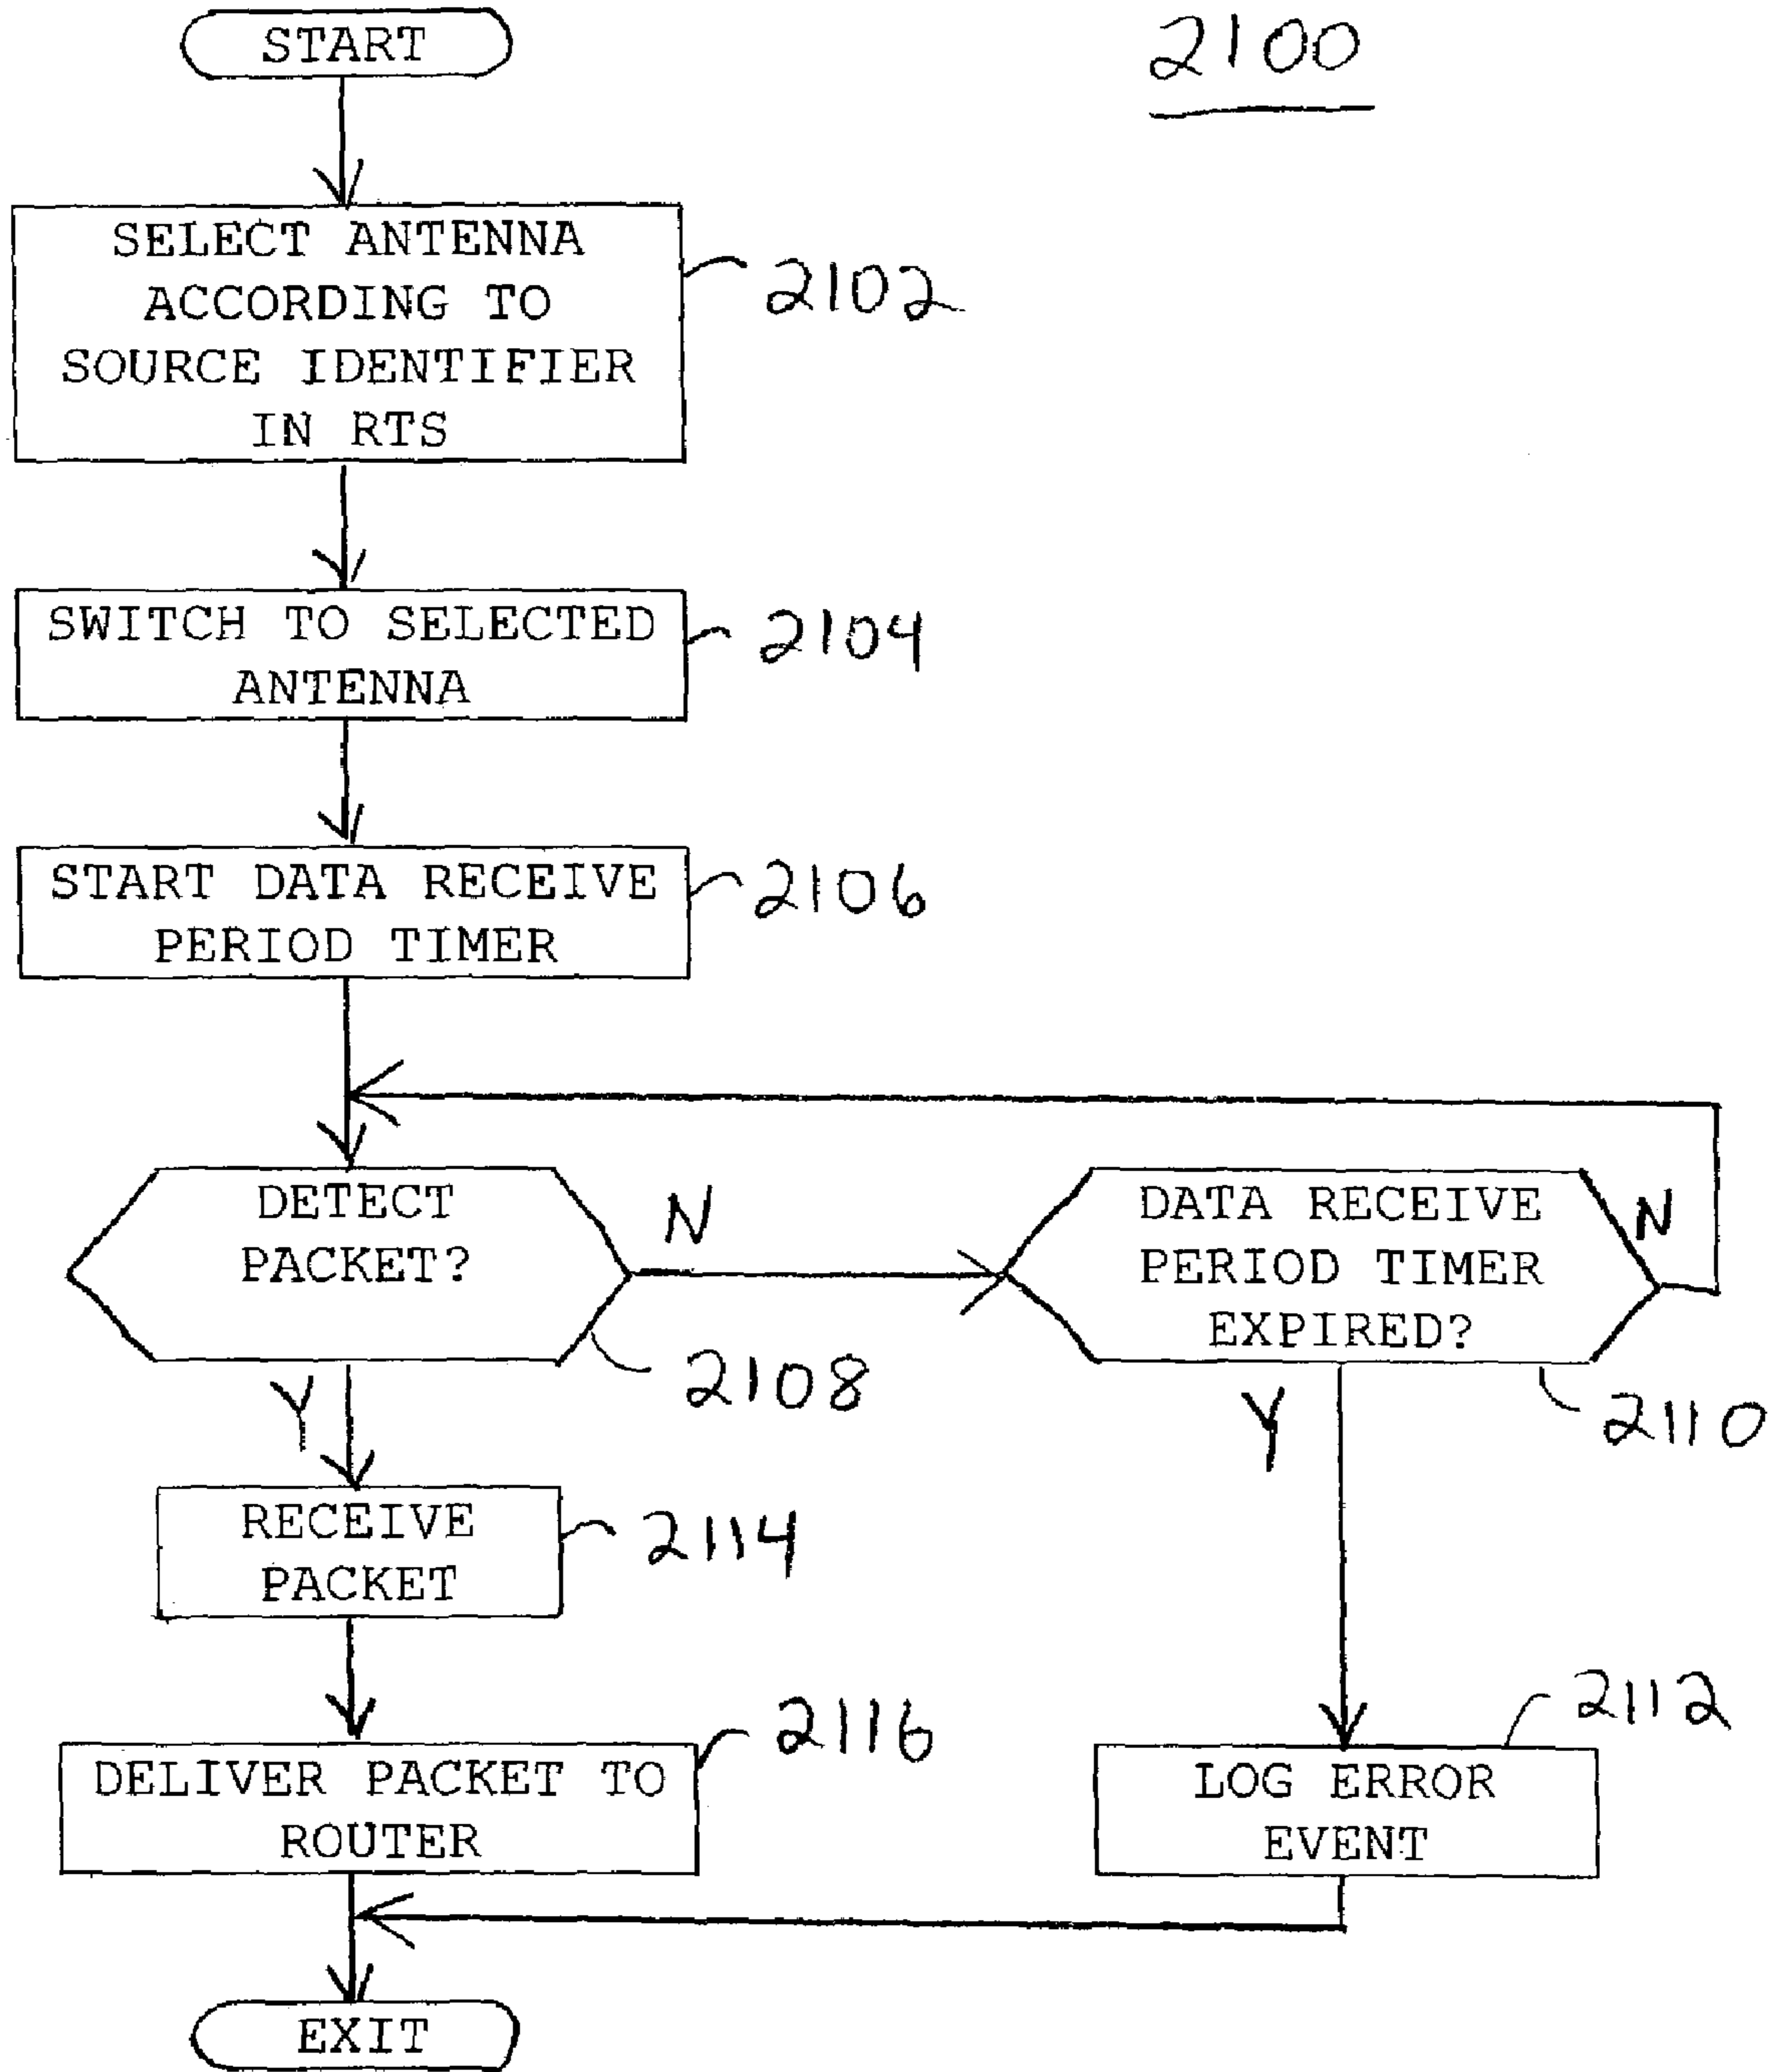 START
2100
SELECT ANTENNA
ACCORDING TO
SOURCE IDENTIFIER
IN RTS
2102
SWITCH TO SELECTED
ANTENNA
2104
START DATA RECEIVE
PERIOD TIMER
2106
DETECT
PACKET?
N
2108
Y
DATA RECEIVE
PERIOD TIMER
EXPIRED?
N
2110
Y
RECEIVE
PACKET
2114
DELIVER PACKET TO
ROUTER
2116
LOG ERROR
EVENT
2112
EXIT